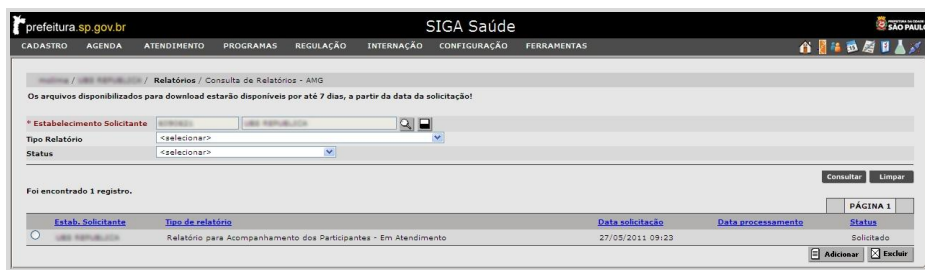 prefeitura.sp.gov.br
SIGA Saúde
SÃO PAULO
CADASTRO AGENDA ATENDIMENTO PROGRAMAS REGULAÇÃO INTERNAÇÃO CONFIGURAÇÃO FERRAMENTAS
/ / Relatórios / Consulta de Relatórios - AMG
Os arquivos disponibilizados para download estarão disponíveis por até 7 dias, a partir da data da solicitação!
* Estabelecimento Solicitante
Tipo Relatório <selecionar>
Status <selecionar>
Consultar Limpar
Foi encontrado 1 registro.
PÁGINA 1
Estab. Solicitante Tipo de relatório Data solicitação Data processamento Status
Relatório para Acompanhamento dos Participantes - Em Atendimento 27/05/2011 09:23 Solicitado
Adicionar Excluir